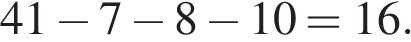 41 − 7 − 8 − 10 = 16.